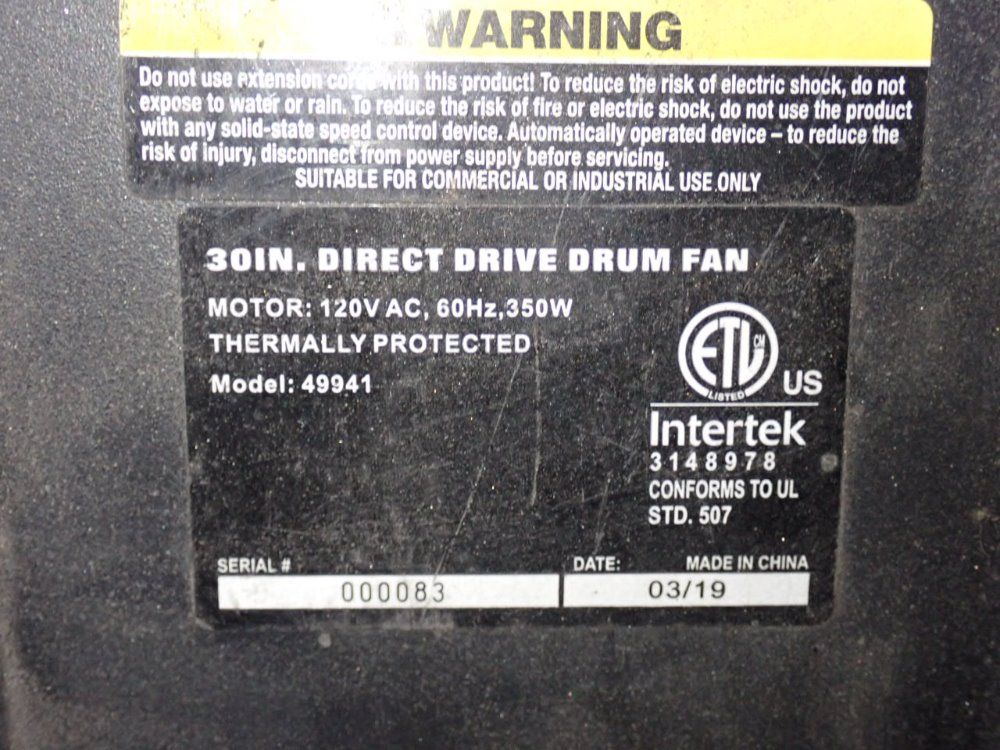 WARNING
Do not use extension cords with this product! To reduce the risk of electric shock, do not
expose to water or rain. To reduce the risk of fire or electric shock, do not use the product
with any solid-state speed control device. Automatically operated device – to reduce the
risk of injury, disconnect from power supply before servicing.
SUITABLE FOR COMMERCIAL OR INDUSTRIAL USE ONLY
30IN. DIRECT DRIVE DRUM FAN
MOTOR: 120V AC, 60Hz,350W
THERMALLY PROTECTED
Model: 49941
ETL CM
LISTED
US
Intertek
3148978
CONFORMS TO UL
STD. 507
SERIAL # DATE: MADE IN CHINA
000083 03/19